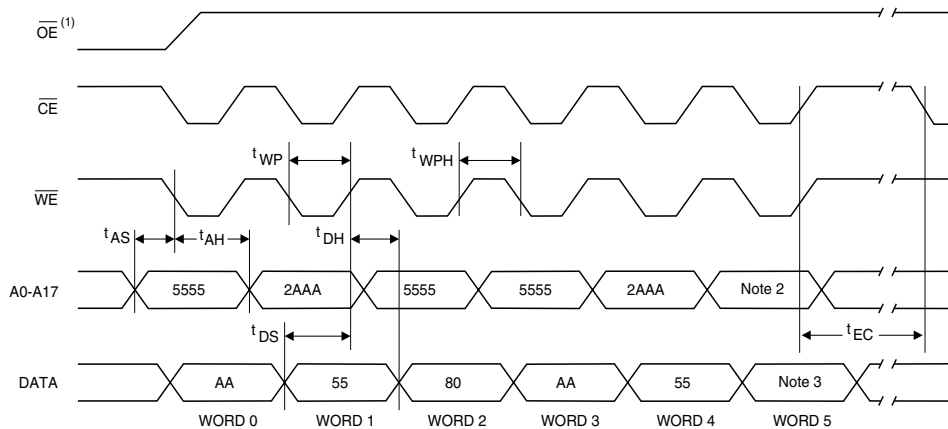 OE (1)
CE
t WP
t WPH
WE
t AS
t AH
t DH
A0-A17
5555
2AAA
5555
5555
2AAA
Note 2
t DS
t EC
DATA
AA
55
80
AA
55
Note 3
WORD 0
WORD 1
WORD 2
WORD 3
WORD 4
WORD 5